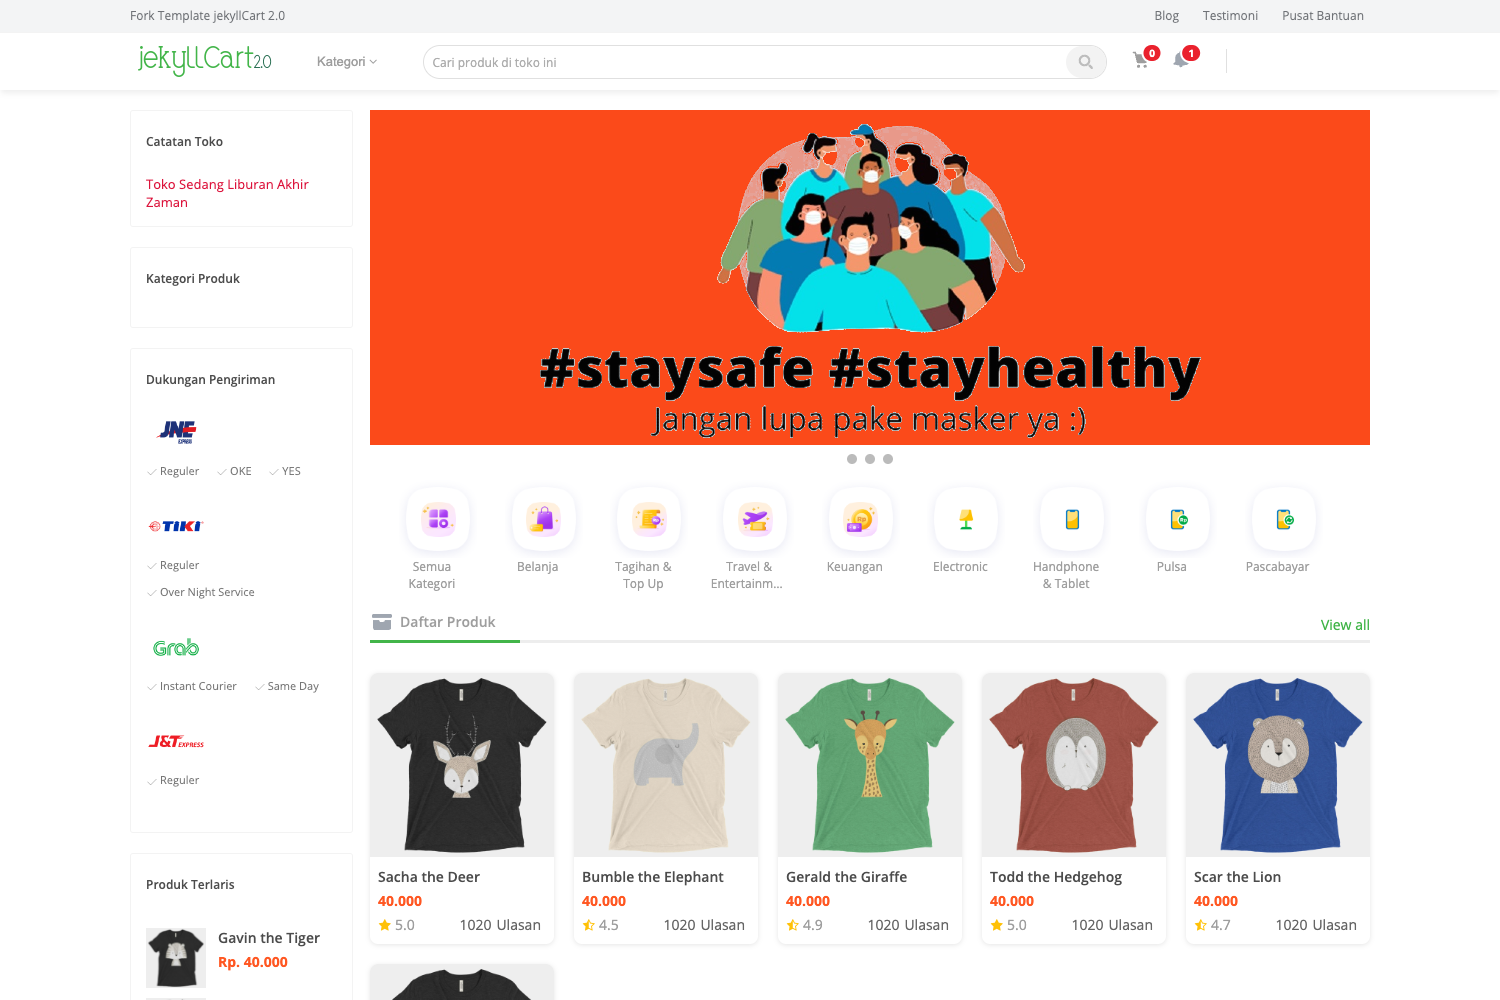 Fork Template jekyllCart 2.0
Blog
Testimoni
Pusat Bantuan
jekyllCart2.0
Kategori
Cari produk di toko ini
0
1
Catatan Toko
Toko Sedang Liburan Akhir
Zaman
Kategori Produk
Dukungan Pengiriman
JNE
EXPRESS
Reguler
OKE
YES
TIKI
Reguler
Over Night Service
Grab
Instant Courier
Same Day
J&T EXPRESS
Reguler
Produk Terlaris
Gavin the Tiger
Rp. 40.000
#staysafe #stayhealthy
Jangan lupa pake masker ya :)
Semua
Kategori
Belanja
Tagihan &
Top Up
Travel &
Entertainm...
Rp
Keuangan
Electronic
Handphone
& Tablet
Rp
Pulsa
Pascabayar
Daftar Produk
View all
Sacha the Deer
40.000
5.0
1020 Ulasan
Bumble the Elephant
40.000
4.5
1020 Ulasan
Gerald the Giraffe
40.000
4.9
1020 Ulasan
Todd the Hedgehog
40.000
5.0
1020 Ulasan
Scar the Lion
40.000
4.7
1020 Ulasan